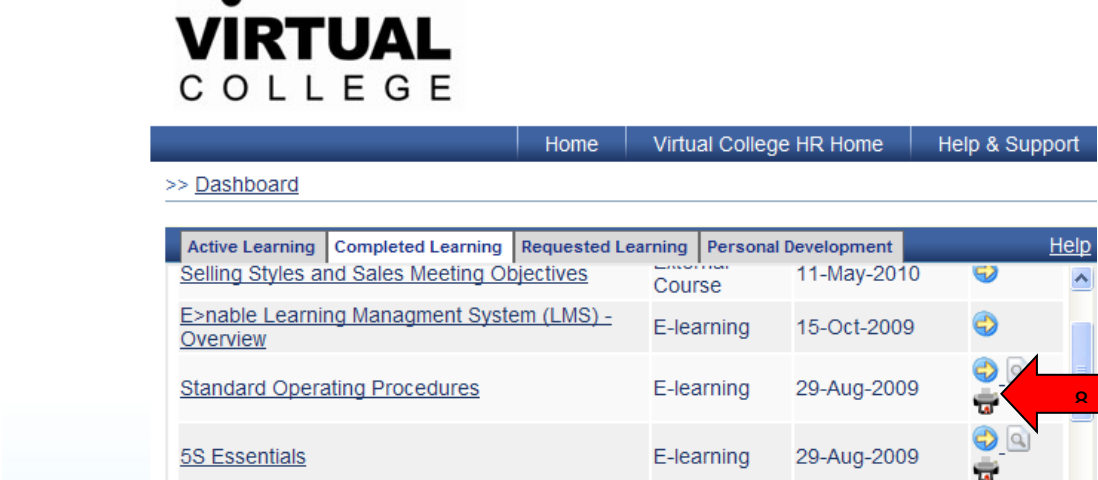 VIRTUAL
COLLEGE
Home Virtual College HR Home Help & Support
>> Dashboard
Active Learning Completed Learning Requested Learning Personal Development Help
Selling Styles and Sales Meeting Objectives External Course 11-May-2010
E>nable Learning Managment System (LMS) - Overview E-learning 15-Oct-2009
Standard Operating Procedures E-learning 29-Aug-2009
5S Essentials E-learning 29-Aug-2009